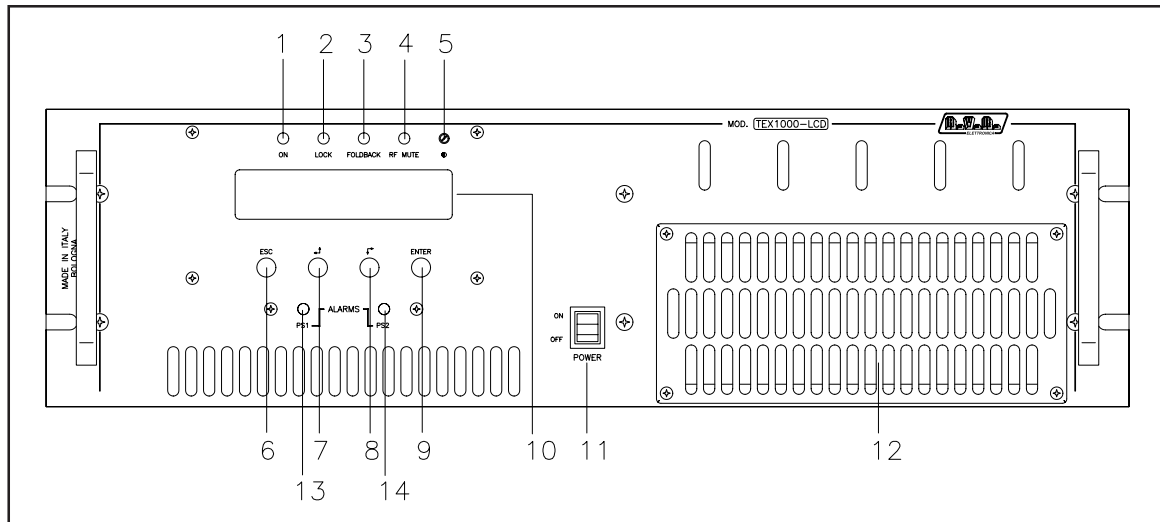 1 2 3 4 5
MOD. TEX1000-LCD
ELETTRONICA
ON LOCK FOLDBACK RF MUTE
MADE IN ITALY
BOLOGNA
ESC ENTER
ALARMS
PS1 PS2
ON
OFF
POWER
6 7 8 9 10 11 12
13 14